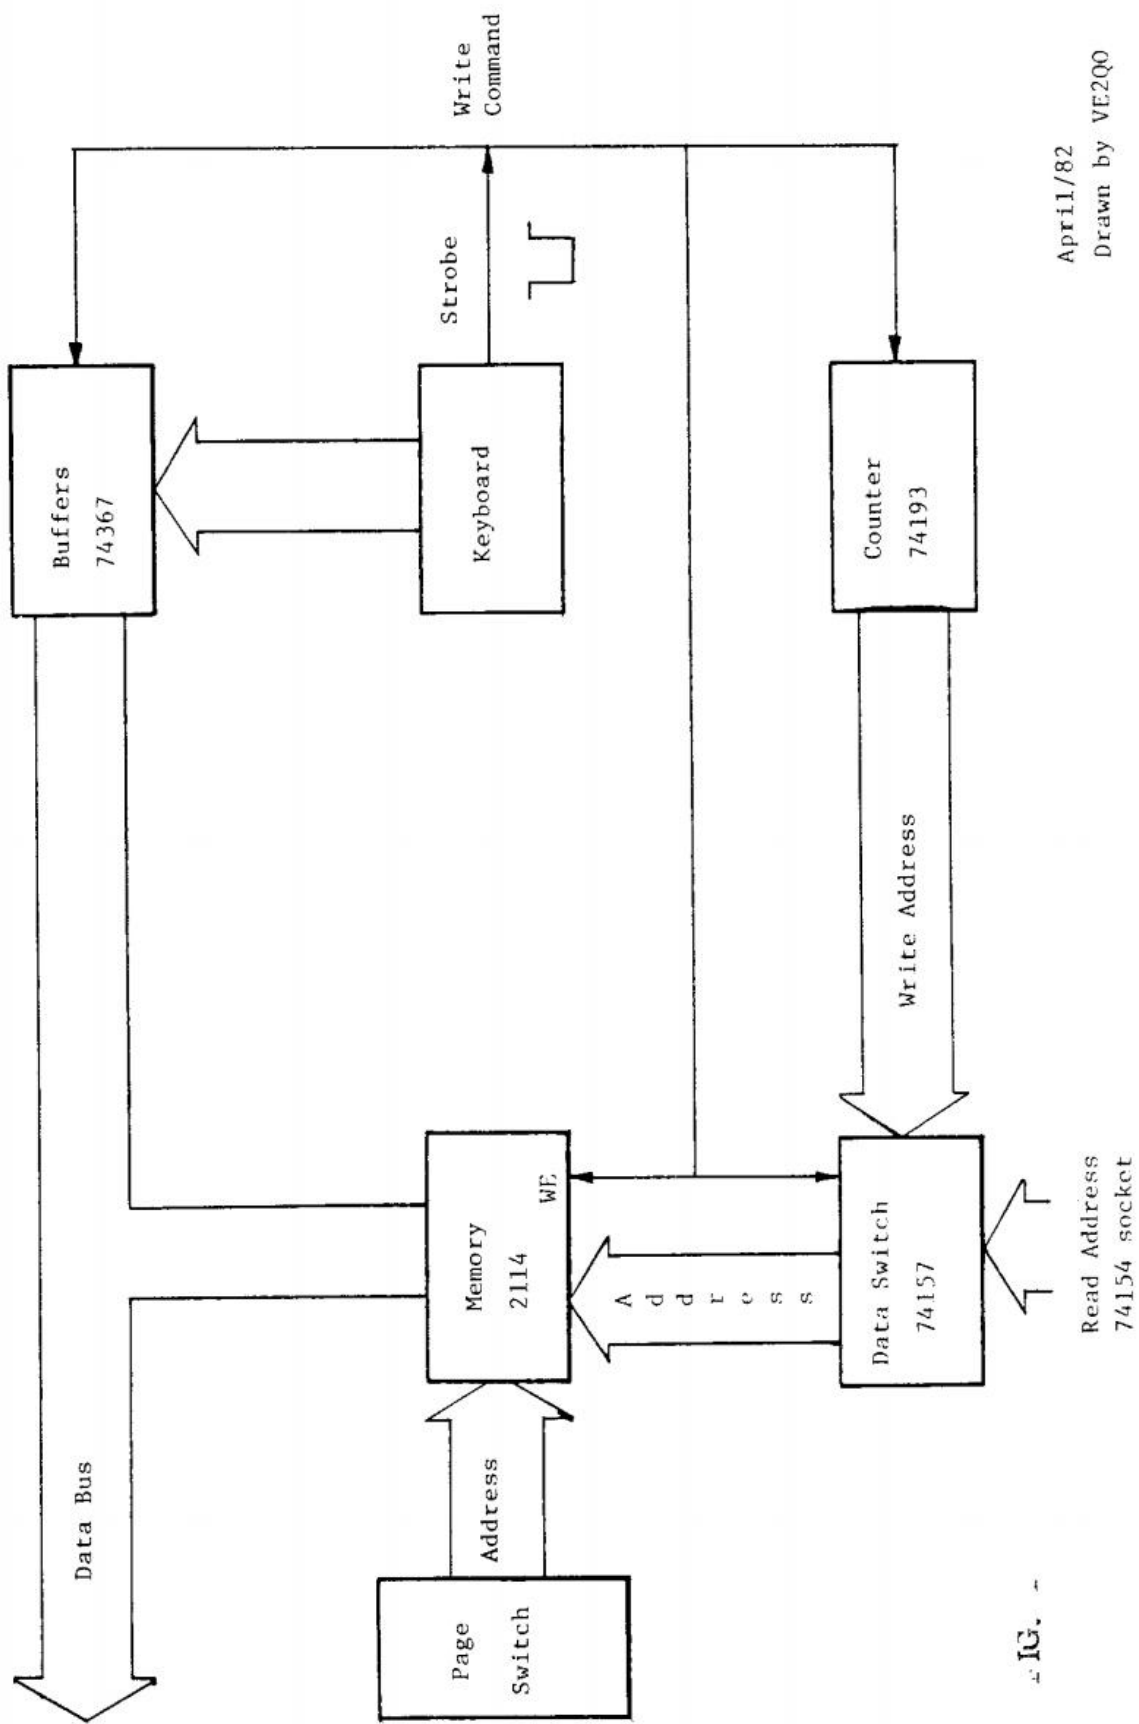 Data Bus
Buffers
74367
Page
Switch
Address
Memory
2114
WE
Keyboard
Strobe
Write
Command
Address
Data Switch
74157
Write Address
Counter
74193
Read Address
74154 socket
April/82
Drawn by VE2QO